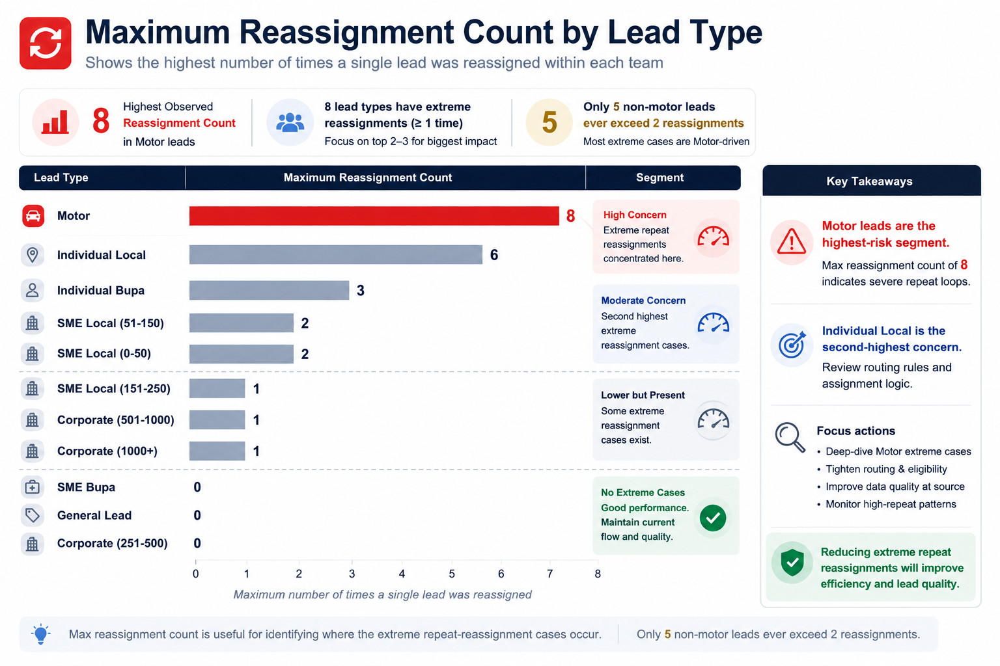 Maximum Reassignment Count by Lead Type
Shows the highest number of times a single lead was reassigned within each team
8
Highest Observed
Reassignment Count
in Motor leads
8 lead types have extreme
reassignments (≥ 1 time)
Focus on top 2–3 for biggest impact
5
Only 5 non-motor leads
ever exceed 2 reassignments
Most extreme cases are Motor-driven
Lead Type
Maximum Reassignment Count
Segment
Motor
8
Individual Local
6
Individual Bupa
3
SME Local (51-150)
2
SME Local (0-50)
2
SME Local (151-250)
1
Corporate (501-1000)
1
Corporate (1000+)
1
SME Bupa
0
General Lead
0
Corporate (251-500)
0
0 1 2 3 4 5 6 7 8
Maximum number of times a single lead was reassigned
High Concern
Extreme repeat
reassignments
concentrated here.
Moderate Concern
Second highest
extreme
reassignment cases.
Lower but Present
Some extreme
reassignment
cases exist.
No Extreme Cases
Good performance.
Maintain current
flow and quality.
Key Takeaways
Motor leads are the
highest-risk segment.
Max reassignment count of 8
indicates severe repeat loops.
Individual Local is the
second-highest concern.
Review routing rules and
assignment logic.
Focus actions
• Deep-dive Motor extreme cases
• Tighten routing & eligibility
• Improve data quality at source
• Monitor high-repeat patterns
Reducing extreme repeat
reassignments will improve
efficiency and lead quality.
Max reassignment count is useful for identifying where the extreme repeat-reassignment cases occur.
Only 5 non-motor leads ever exceed 2 reassignments.